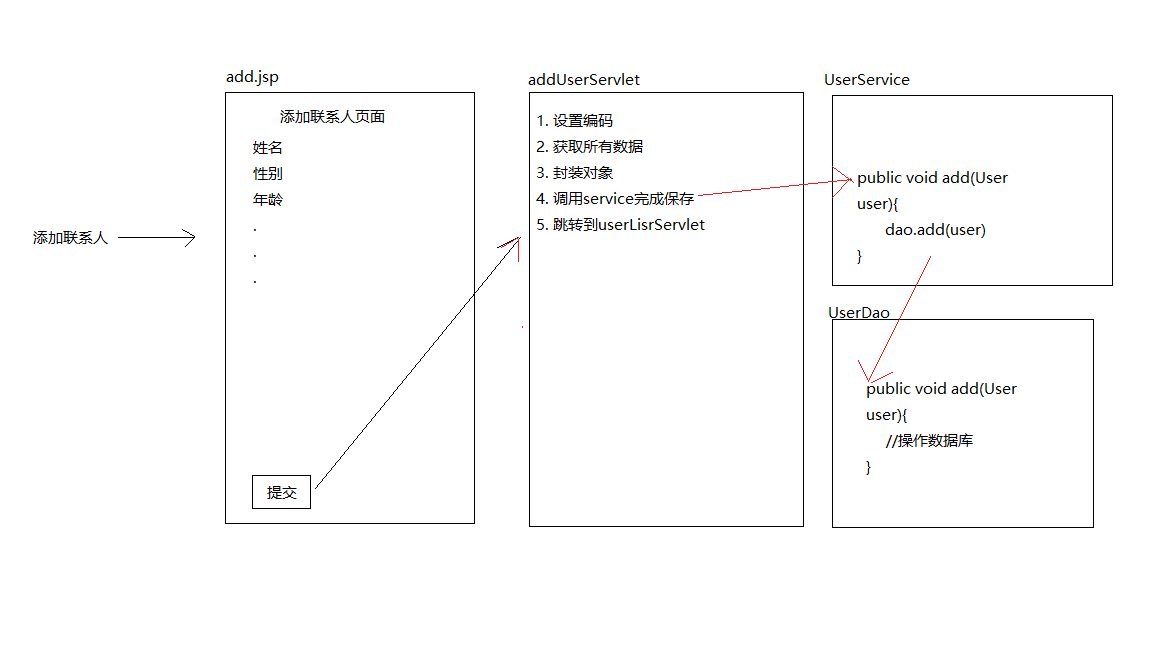 add.jsp
添加联系人页面
姓名
性别
年龄
.
.
.
提交
添加联系人
addUserServlet
1. 设置编码
2. 获取所有数据
3. 封装对象
4. 调用service完成保存
5. 跳转到userLisrServlet
UserService
public void add(User
user){
dao.add(user)
}
UserDao
public void add(User
user){
//操作数据库
}